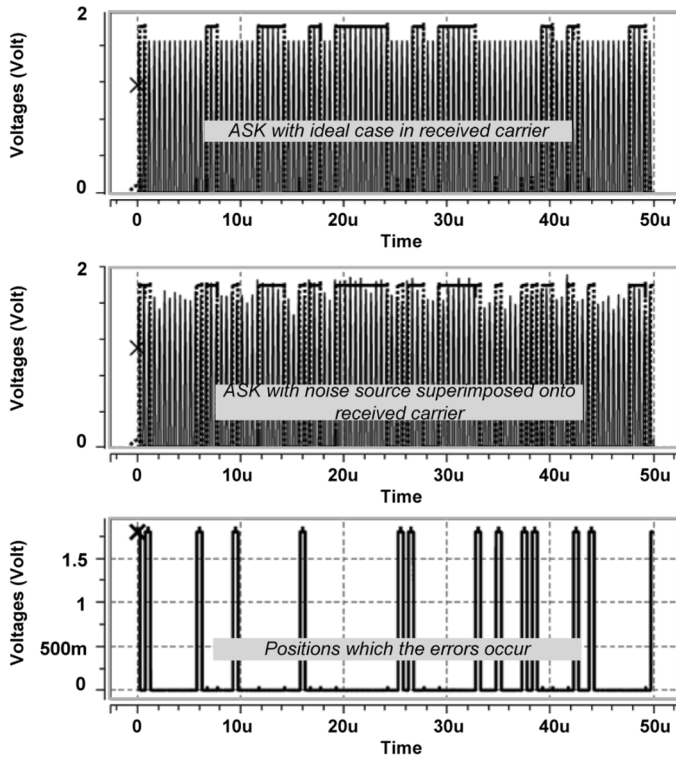 Voltages (Volt)
2
0
ASK with ideal case in received carrier
0 10u 20u 30u 40u 50u
Time
Voltages (Volt)
2
0
ASK with noise source superimposed onto
received carrier
0 10u 20u 30u 40u 50u
Time
Voltages (Volt)
1.5
1
500m
0
Positions which the errors occur
0 10u 20u 30u 40u 50u
Time